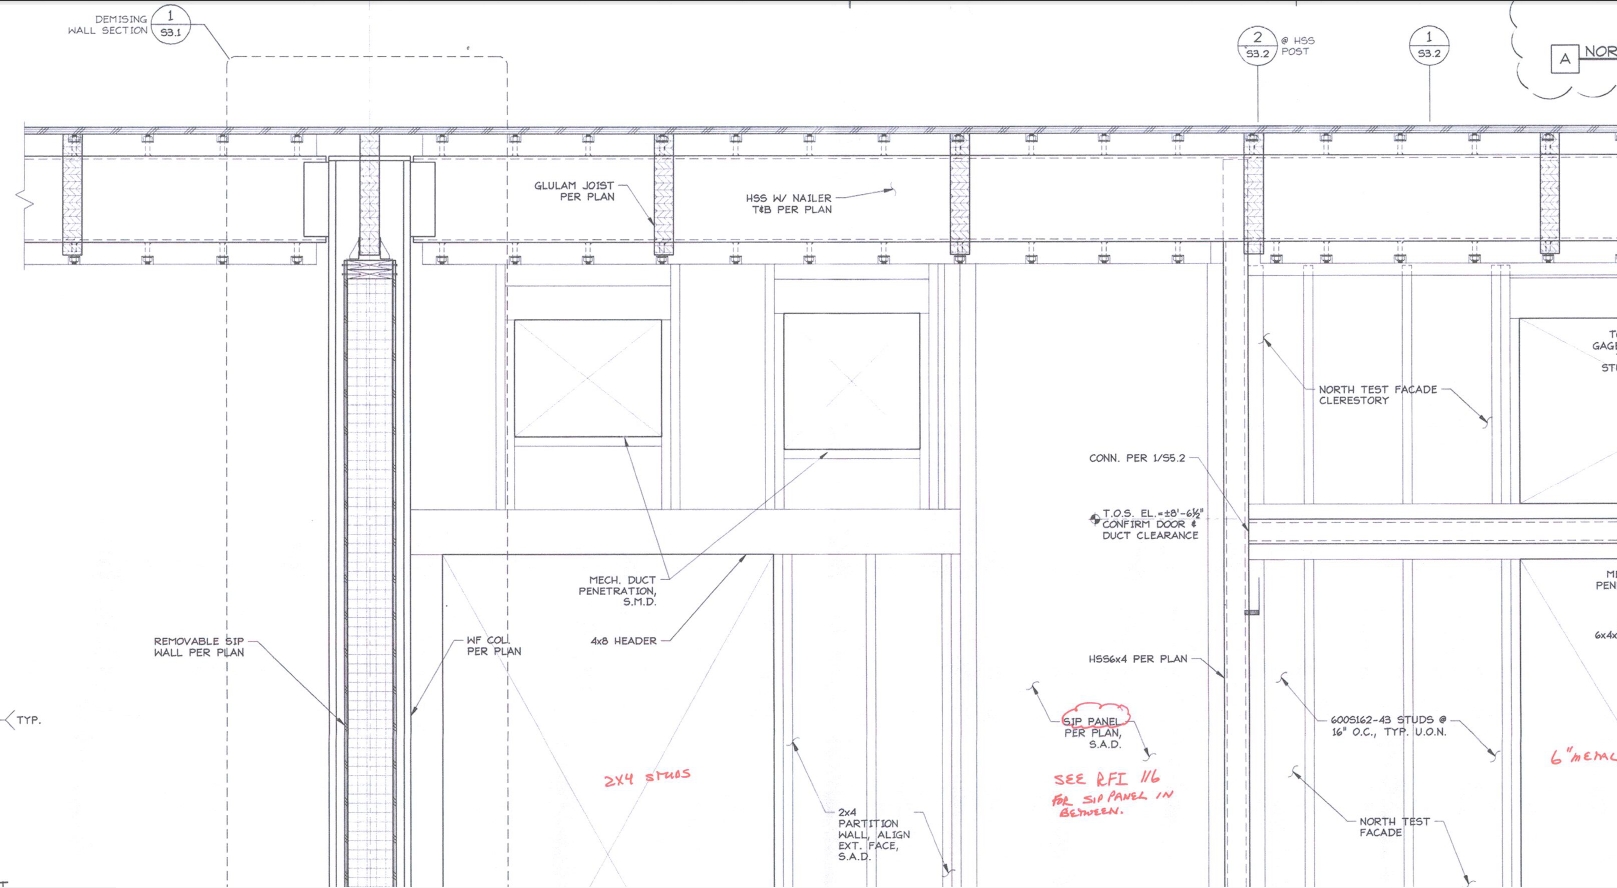 DEMISING
WALL SECTION
1
S3.1
2
S3.2
@ HSS
POST
1
S3.2
A
NOR
GLULAM JOIST
PER PLAN
HSS W/ NAILER
T&B PER PLAN
NORTH TEST FACADE
CLERESTORY
CONN. PER 1/S5.2
T.O.S. EL.=±8'-6½"
CONFIRM DOOR &
DUCT CLEARANCE
MECH. DUCT
PENETRATION,
S.M.D.
4x8 HEADER
REMOVABLE SIP
WALL PER PLAN
WF COL.
PER PLAN
HSS6x4 PER PLAN
TYP.
SIP PANEL
PER PLAN,
S.A.D.
600S162-43 STUDS @
16" O.C., TYP. U.O.N.
2x4 STUDS
SEE RFI 116
FOR SIP PANEL IN
BETWEEN.
6" METAL
2x4
PARTITION
WALL, ALIGN
EXT. FACE,
S.A.D.
NORTH TEST
FACADE
GAGE
ST
PEN
6x4x